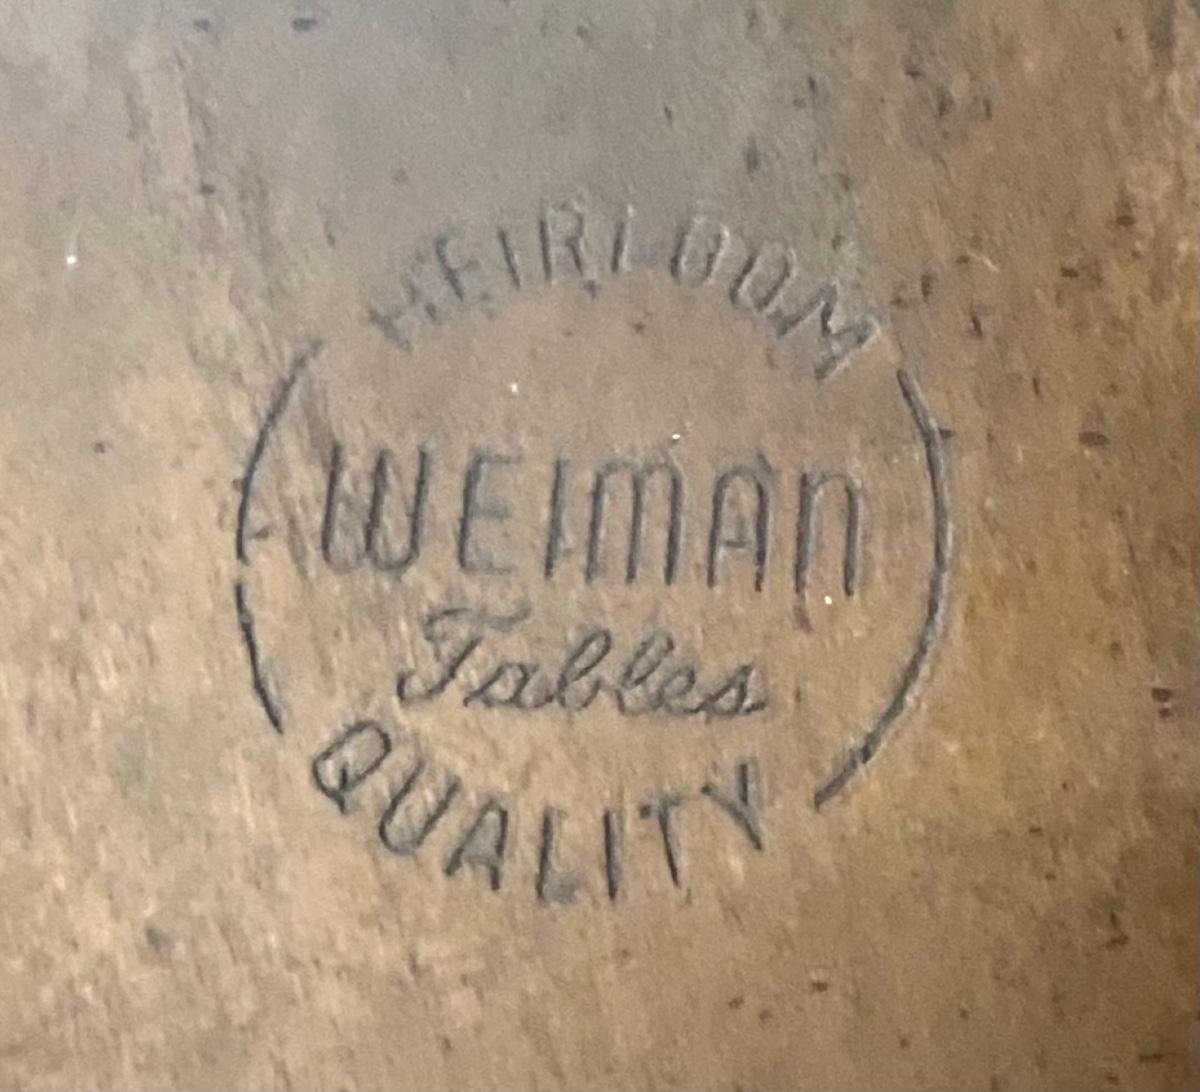 HEIRLOOM
WEIMAN
Tables
QUALITY